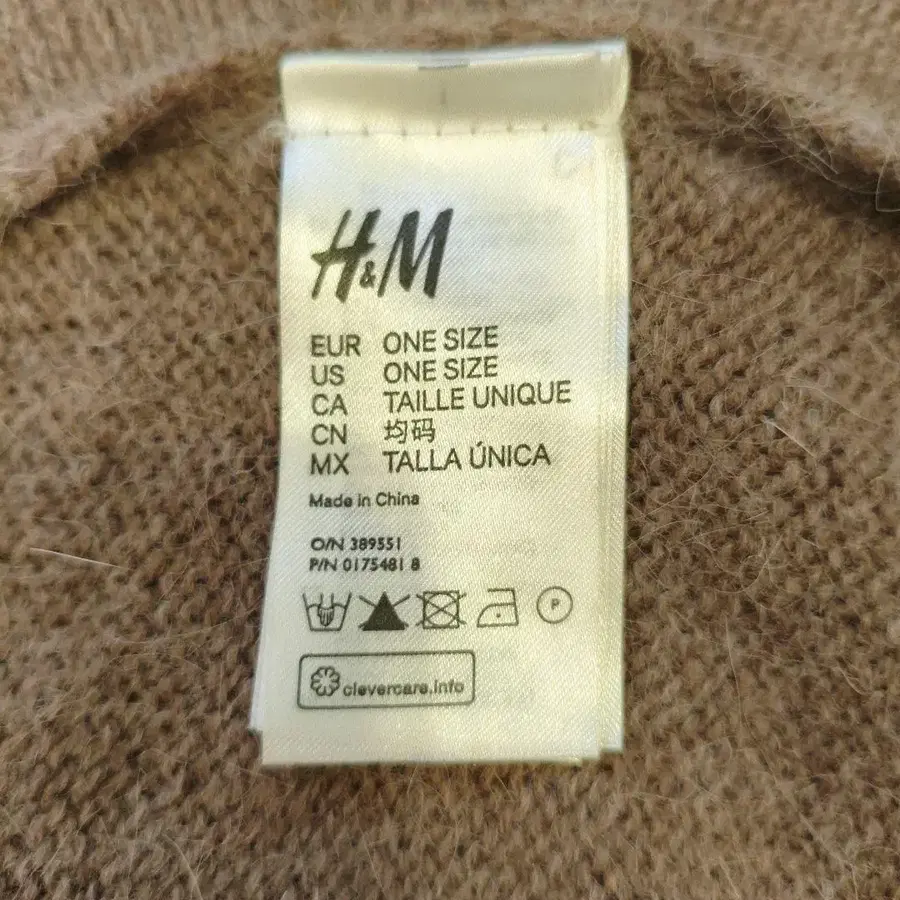 H&M
EUR ONE SIZE
US ONE SIZE
CA TAILLE UNIQUE
CN 均码
MX TALLA ÚNICA
Made in China
O/N 389551
P/N 0175481 8
P
clevercare.info